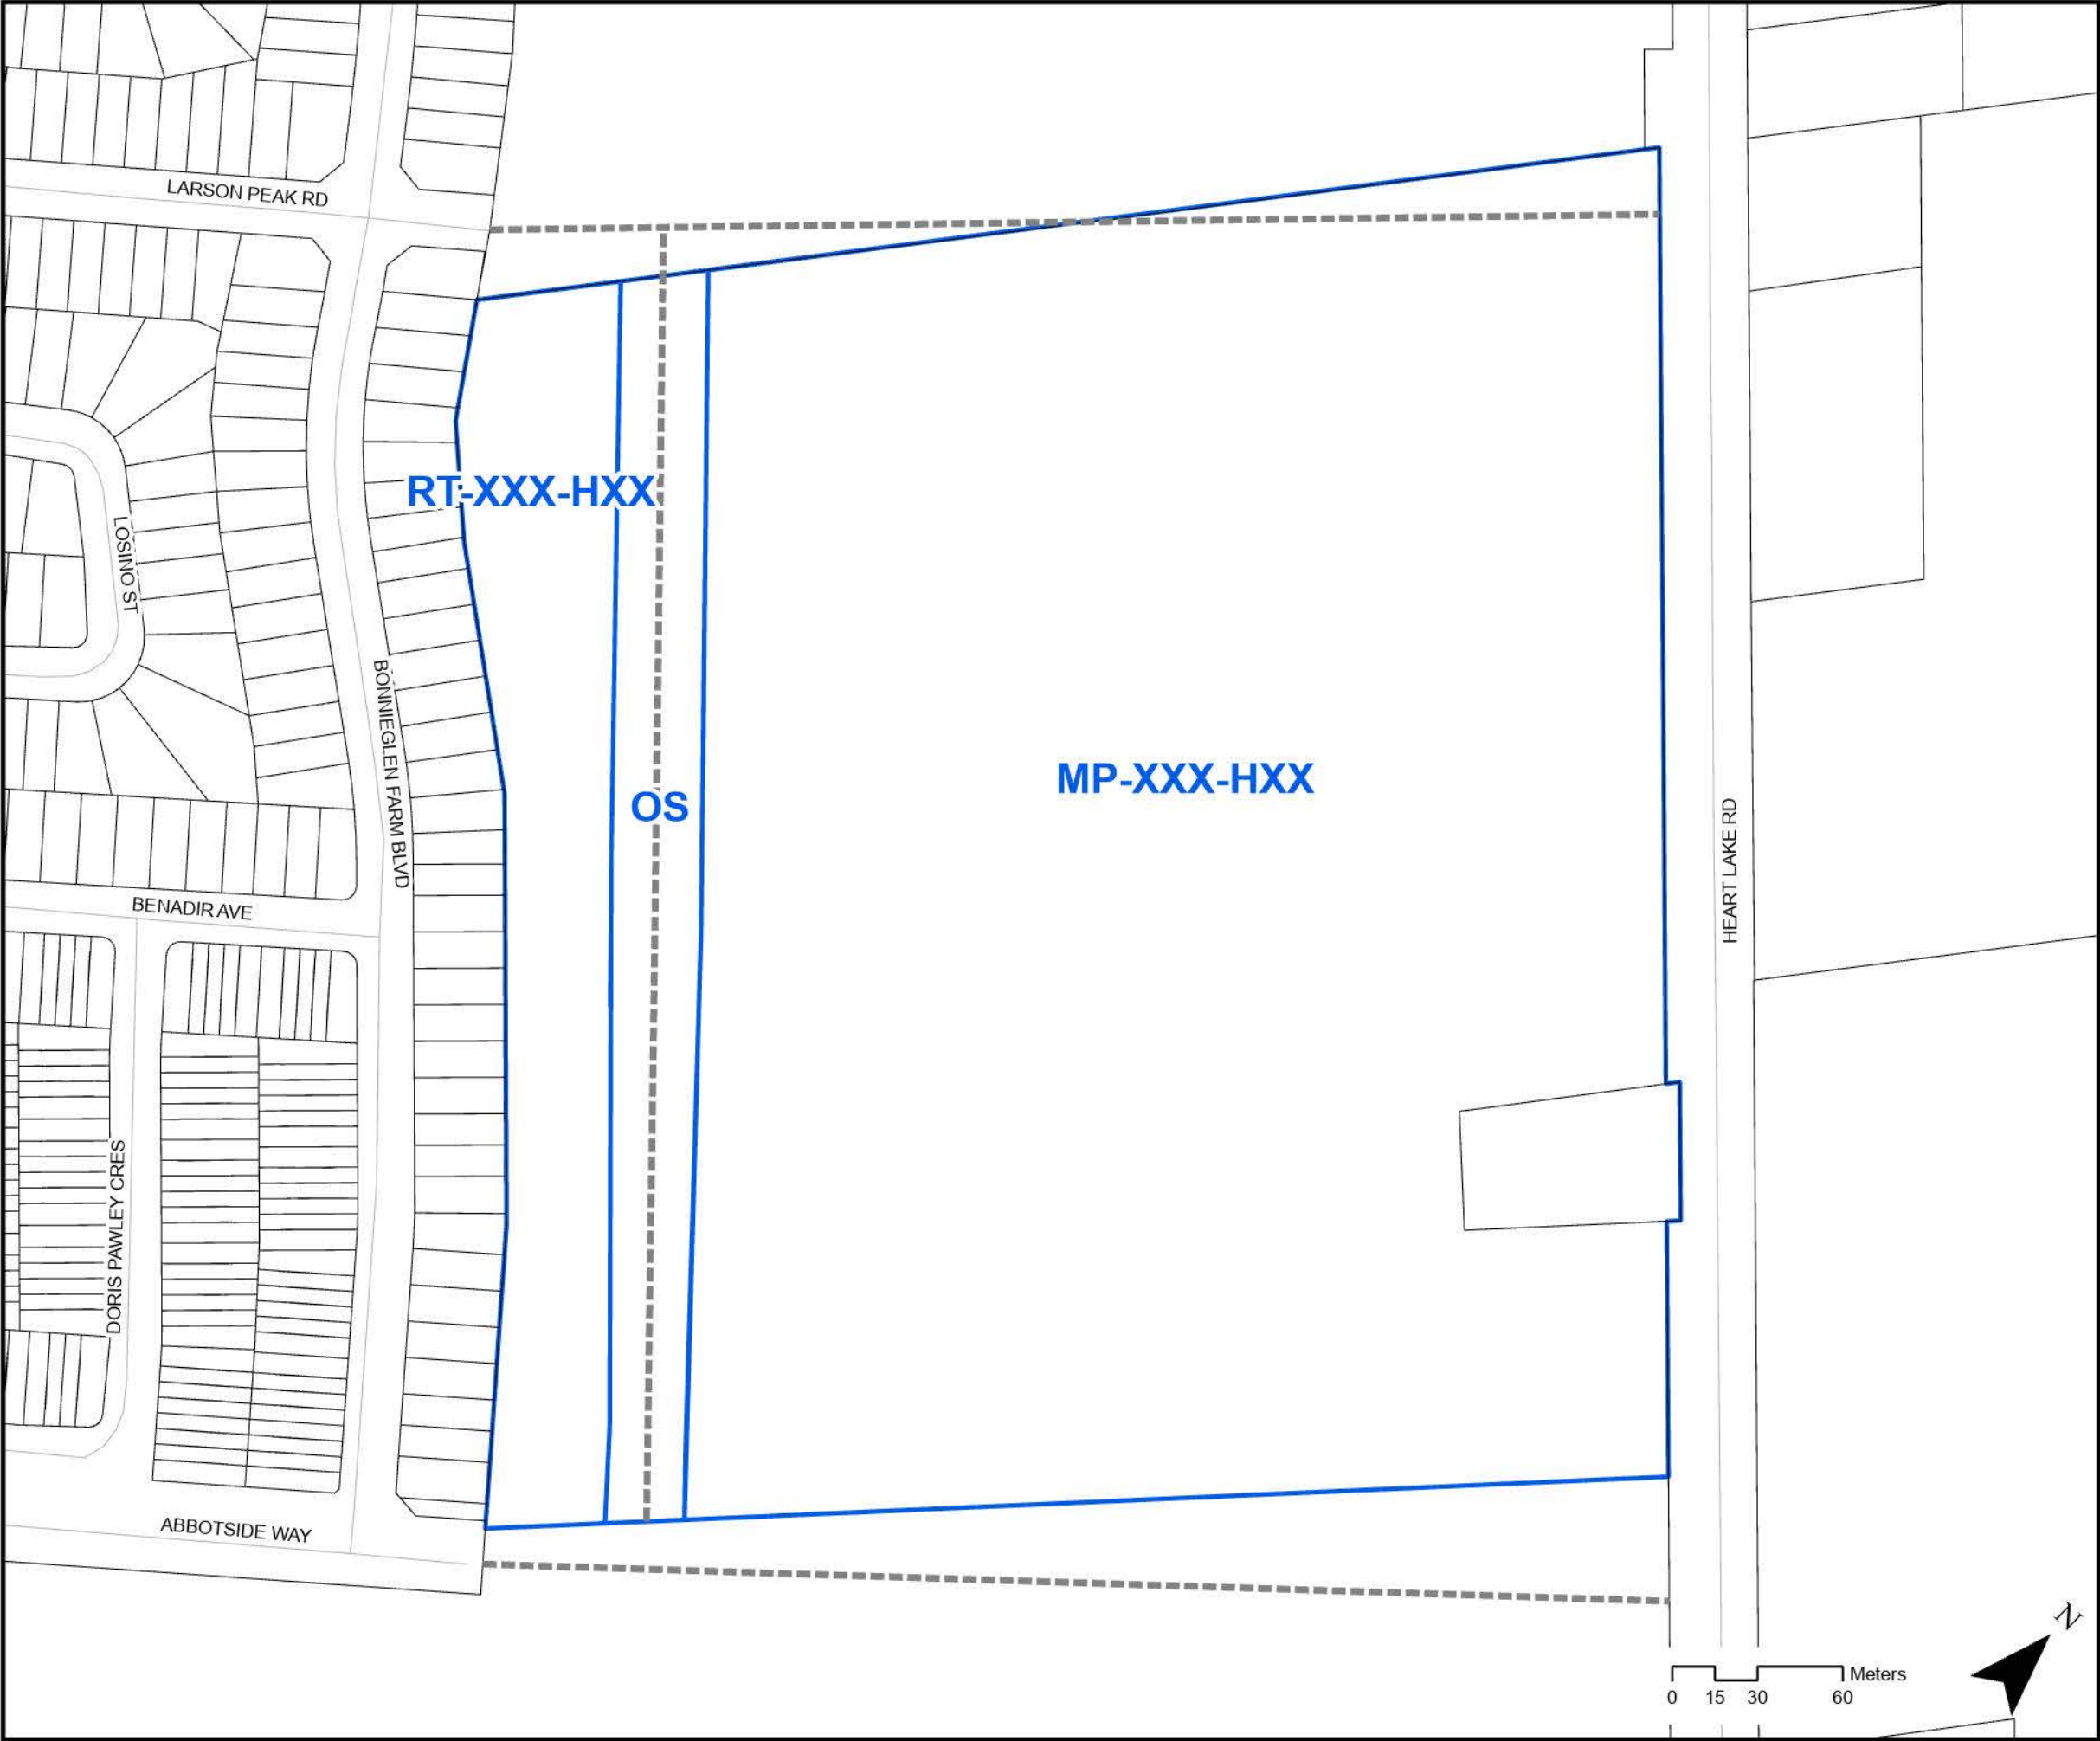 LARSON PEAK RD
RT-XXX-HXX
LOSINO ST
BONNIEGLEN FARM BLVD
MP-XXX-HXX
OS
HEART LAKE RD
BENADIR AVE
DORIS PAWLEY CRES
ABBOTSIDE WAY
N
Meters
0 15 30 60